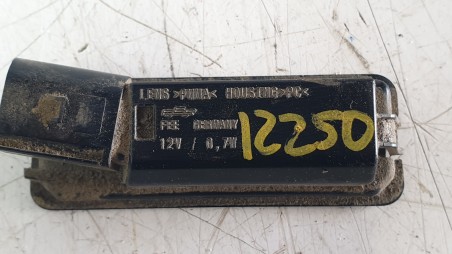 LENS >PMMA< HOUSING >PC<
FEE GERMANY
12V / 0,7W
12250